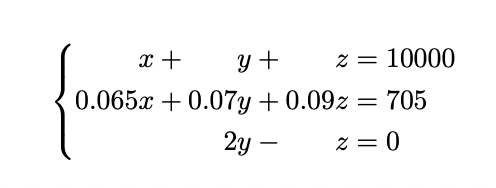 x + y + z = 10000
0.065x + 0.07y + 0.09z = 705
2y − z = 0